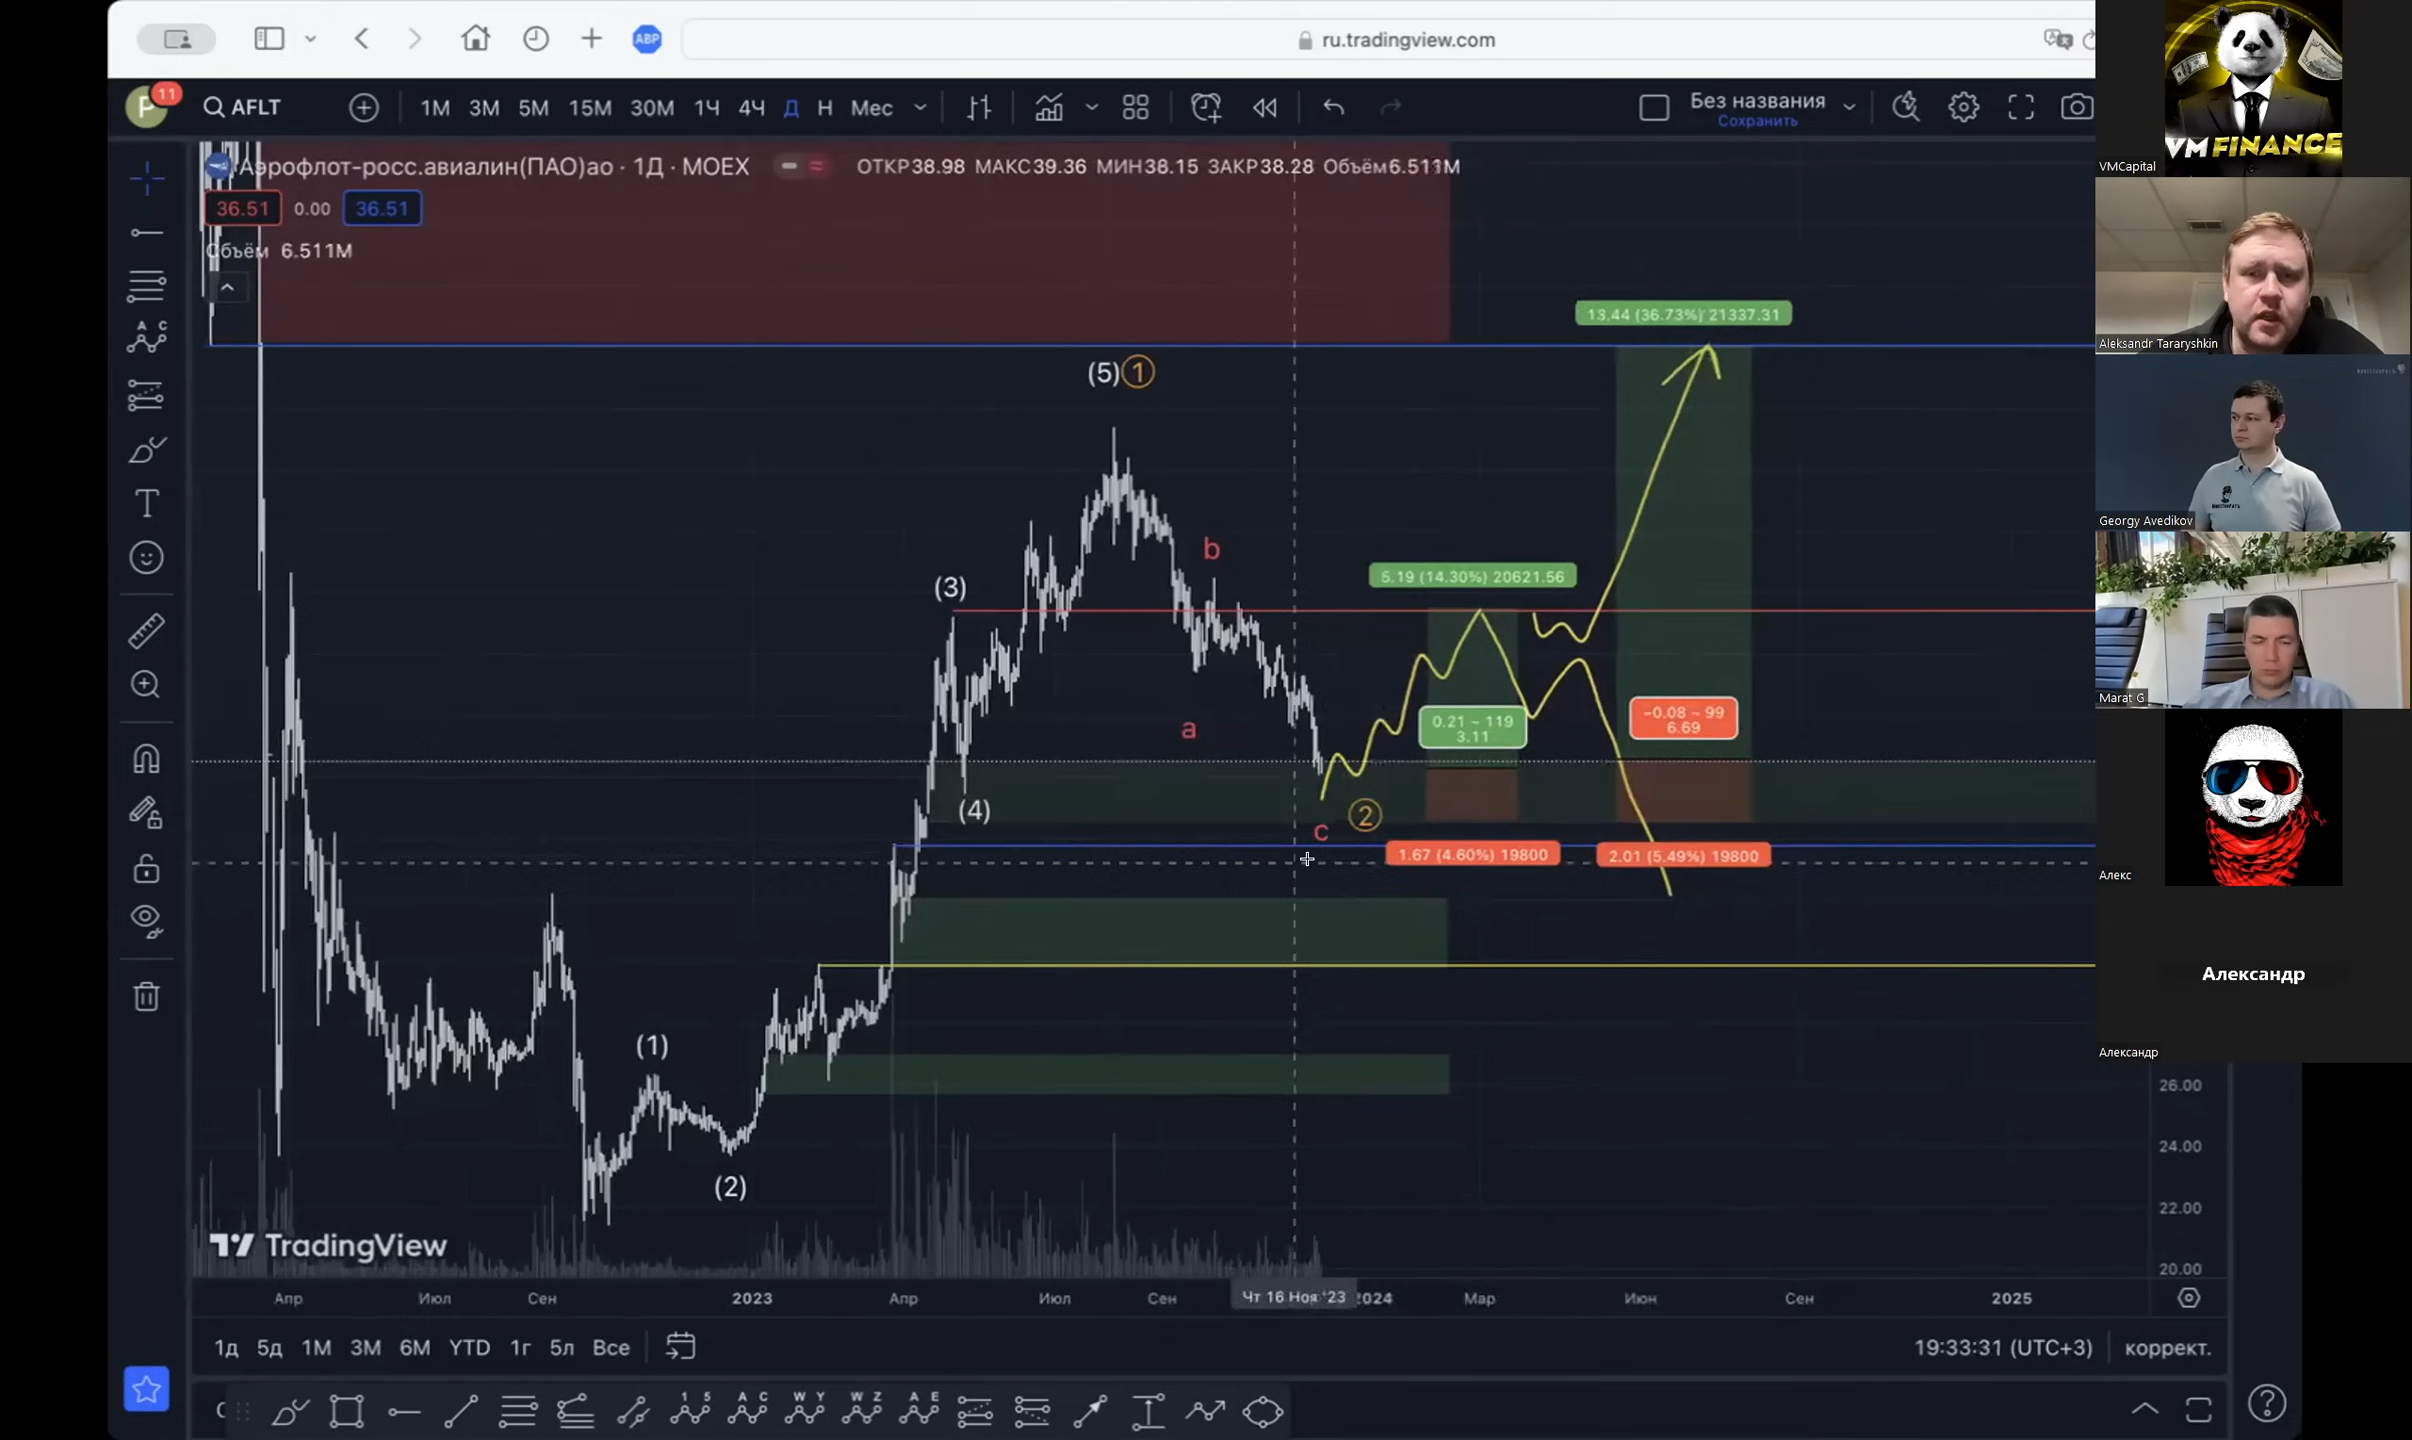 ru.tradingview.com
ABP
VM FINANCE
VMCapital
11
P
AFLT
1М 3М 5М 15М 30М 1Ч 4Ч Д Н Мес
Без названия
Сохранить
Аэрофлот-росс.авиалин(ПАО)ао · 1Д · MOEX
ОТКР38.98 МАКС39.36 МИН38.15 ЗАКР38.28 Объём6.511М
36.51 0.00 36.51
Объём 6.511М
13.44 (36.73%) 21337.31
Aleksandr Tararyshkin
(5) 1
b
5.19 (14.30%) 20621.56
(3)
Georgy Avedikov
Marat G
0.21 ~ 119
3.11
−0.08 ~ 99
6.69
a
(4)
2
c
1.67 (4.60%) 19800
2.01 (5.49%) 19800
Алекс
Александр
(1)
Александр
26.00
24.00
(2)
22.00
TradingView
20.00
Апр Июл Сен 2023 Апр Июл Сен Чт 16 Ноя '23 2024 Мар Июн Сен 2025
1д 5д 1М 3М 6М YTD 1г 5л Все
19:33:31 (UTC+3) коррект.
1 5 A C W Y W Z A E
A C